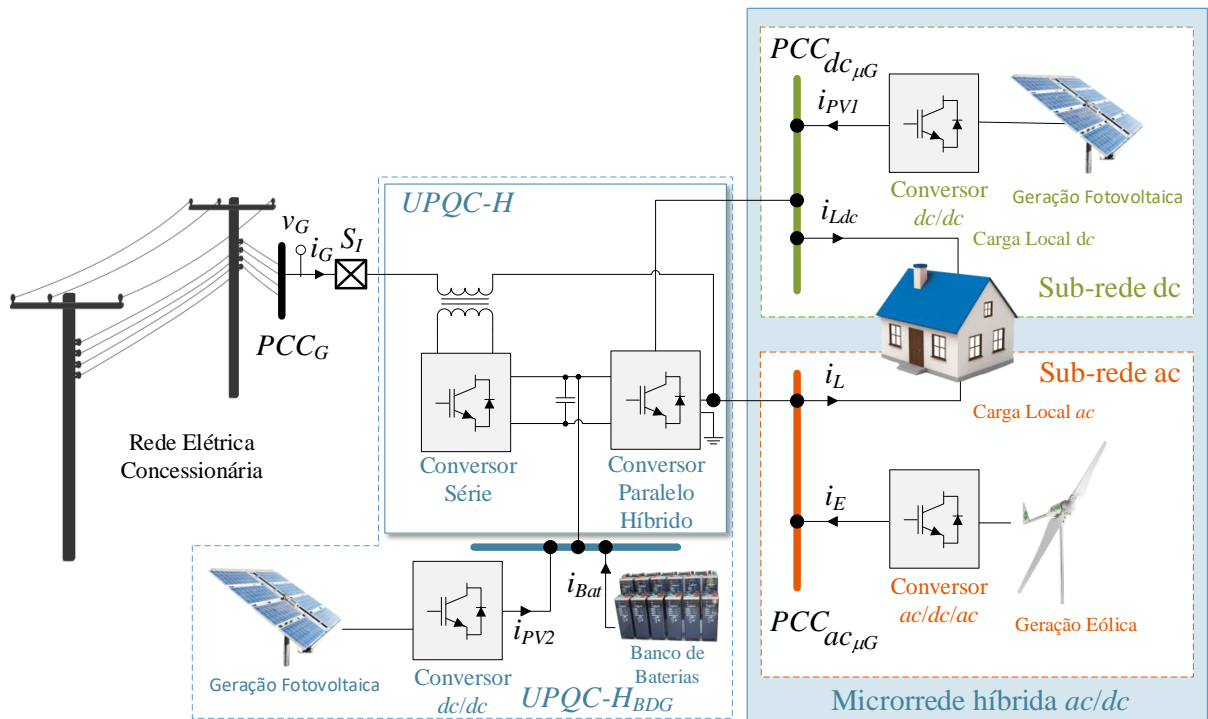 v_G
i_G
S_I
PCC_G
Rede Elétrica
Concessionária
UPQC-H
Conversor
Série
Conversor
Paralelo
Híbrido
i_Bat
i_PV2
Geração Fotovoltaica
Conversor
dc/dc
Banco de
Baterias
UPQC-H_BDG
PCC_dcμG
i_PV1
Conversor
dc/dc
Geração Fotovoltaica
i_Ldc
Carga Local dc
Sub-rede dc
Sub-rede ac
i_L
Carga Local ac
i_E
Conversor
ac/dc/ac
Geração Eólica
PCC_acμG
Microrrede híbrida ac/dc